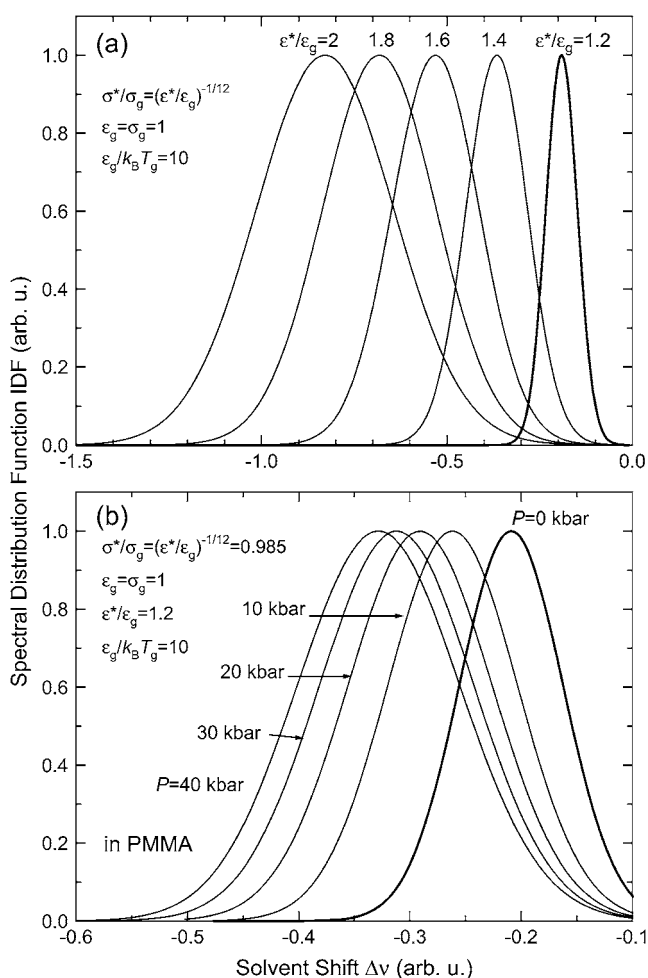 Spectral Distribution Function IDF (arb. u.)
(a)
ε*/εg=2 1.8 1.6 1.4 ε*/εg=1.2
σ*/σg=(ε*/εg)-1/12
εg=σg=1
εg/kBTg=10
1.0
0.8
0.6
0.4
0.2
0.0
-1.5 -1.0 -0.5 0.0
(b)
P=0 kbar
σ*/σg=(ε*/εg)-1/12=0.985
εg=σg=1
ε*/εg=1.2
εg/kBTg=10
10 kbar
20 kbar
30 kbar
P=40 kbar
in PMMA
1.0
0.8
0.6
0.4
0.2
0.0
-0.6 -0.5 -0.4 -0.3 -0.2 -0.1
Solvent Shift Δν (arb. u.)